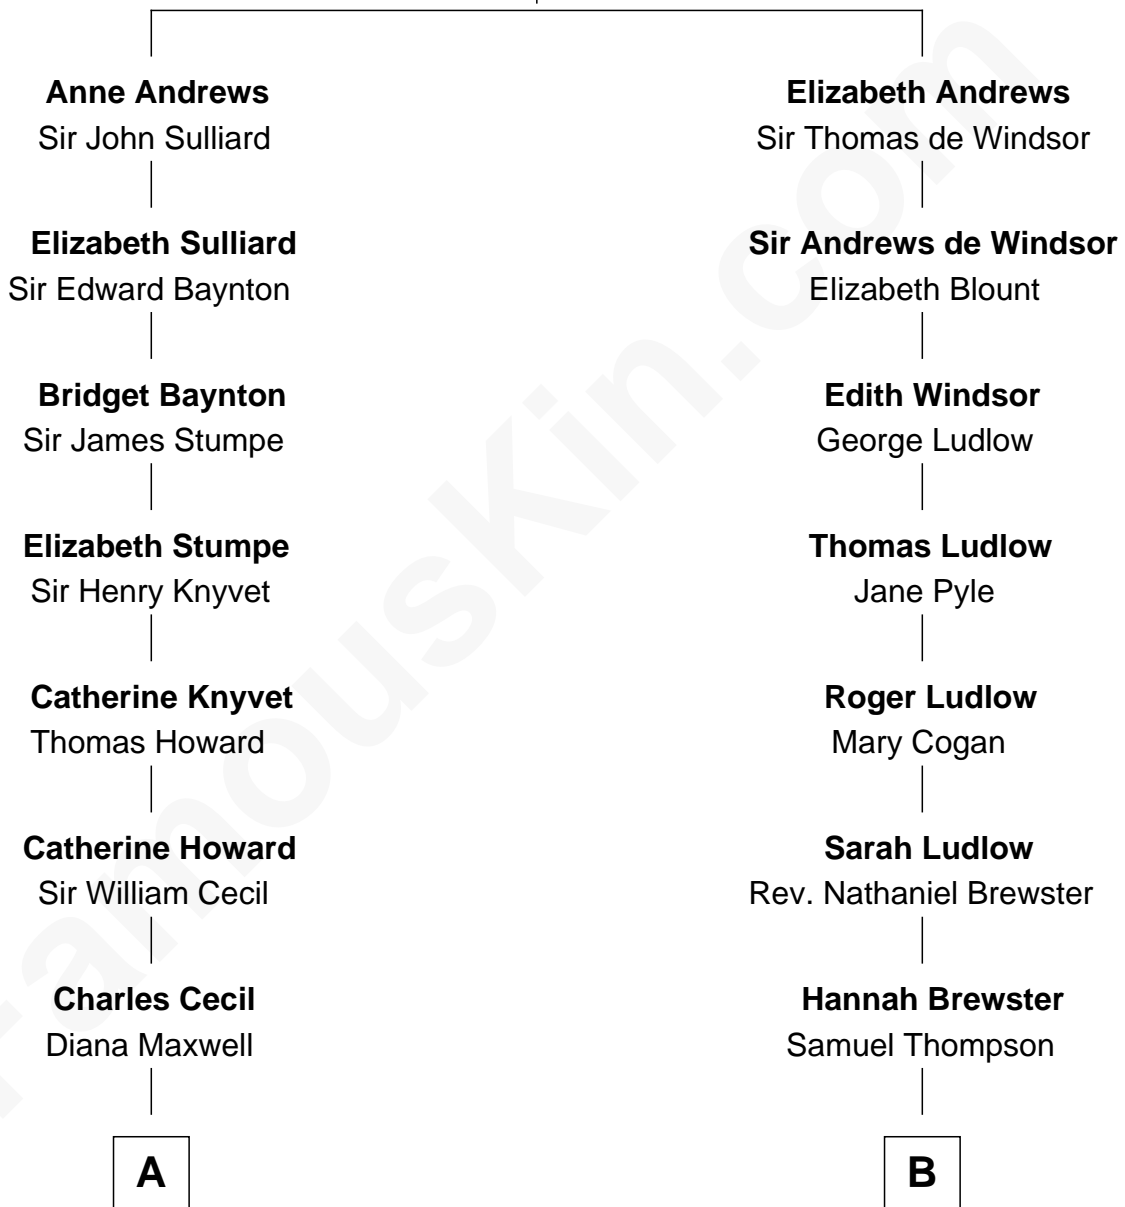 Anne Andrews
Sir John Sulliard
Elizabeth Sulliard
Sir Edward Baynton
Bridget Baynton
Sir James Stumpe
Elizabeth Stumpe
Sir Henry Knyvet
Catherine Knyvet
Thomas Howard
Catherine Howard
Sir William Cecil
Charles Cecil
Diana Maxwell
A
Elizabeth Andrews
Sir Thomas de Windsor
Sir Andrews de Windsor
Elizabeth Blount
Edith Windsor
George Ludlow
Thomas Ludlow
Jane Pyle
Roger Ludlow
Mary Cogan
Sarah Ludlow
Rev. Nathaniel Brewster
Hannah Brewster
Samuel Thompson
B
FamousKin.com